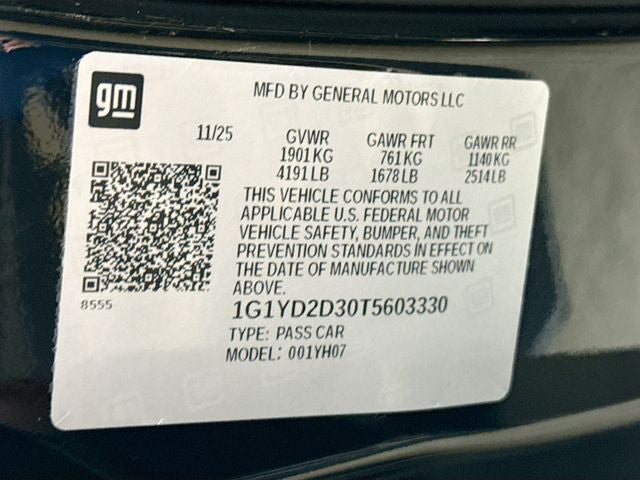 gm
MFD BY GENERAL MOTORS LLC
11/25 GVWR GAWR FRT GAWR RR
1901 KG 761 KG 1140 KG
4191 LB 1678 LB 2514 LB
THIS VEHICLE CONFORMS TO ALL
APPLICABLE U.S. FEDERAL MOTOR
VEHICLE SAFETY, BUMPER, AND THEFT
PREVENTION STANDARDS IN EFFECT ON
THE DATE OF MANUFACTURE SHOWN
ABOVE.
8555
1G1YD2D30T5603330
TYPE: PASS CAR
MODEL: 001YH07